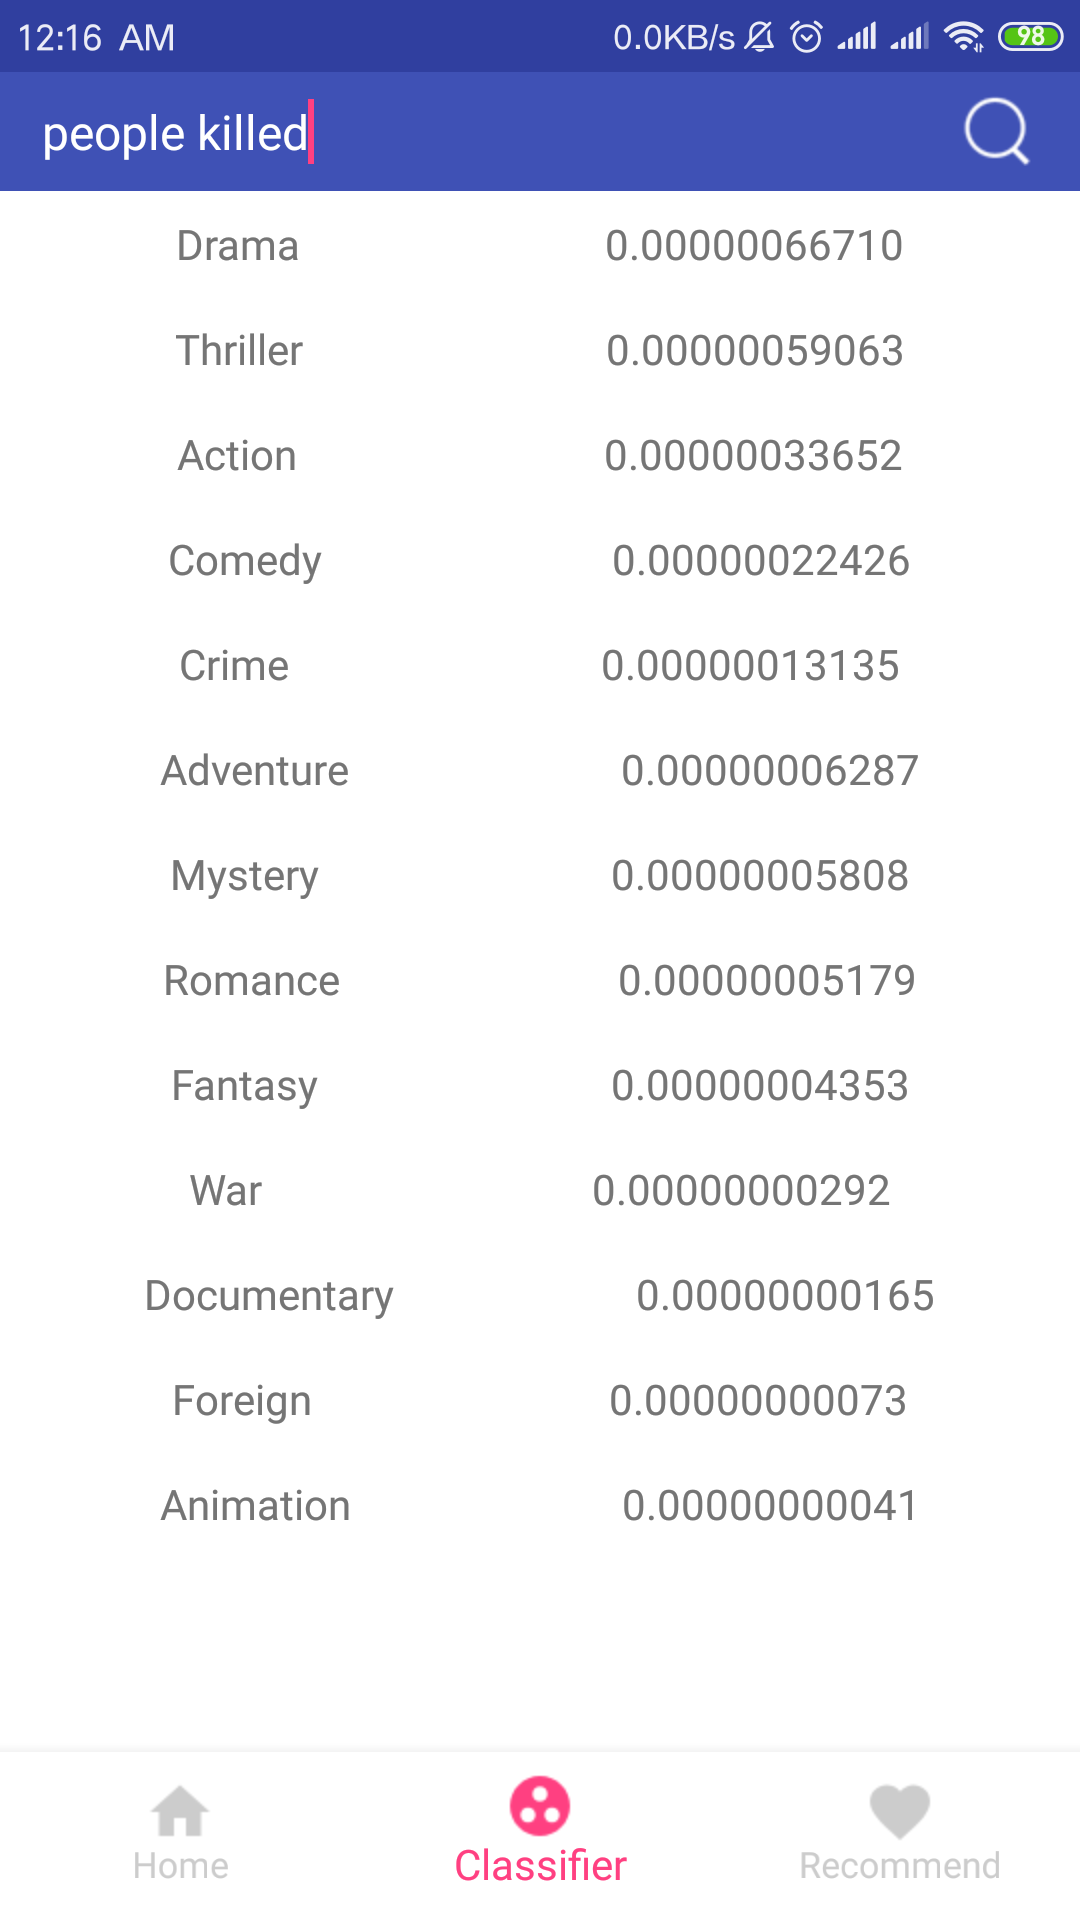 12:16 AM 0.0KB/s 98
people killed
Drama 0.00000066710
Thriller 0.00000059063
Action 0.00000033652
Comedy 0.00000022426
Crime 0.00000013135
Adventure 0.00000006287
Mystery 0.00000005808
Romance 0.00000005179
Fantasy 0.00000004353
War 0.00000000292
Documentary 0.00000000165
Foreign 0.00000000073
Animation 0.00000000041
Home Classifier Recommend